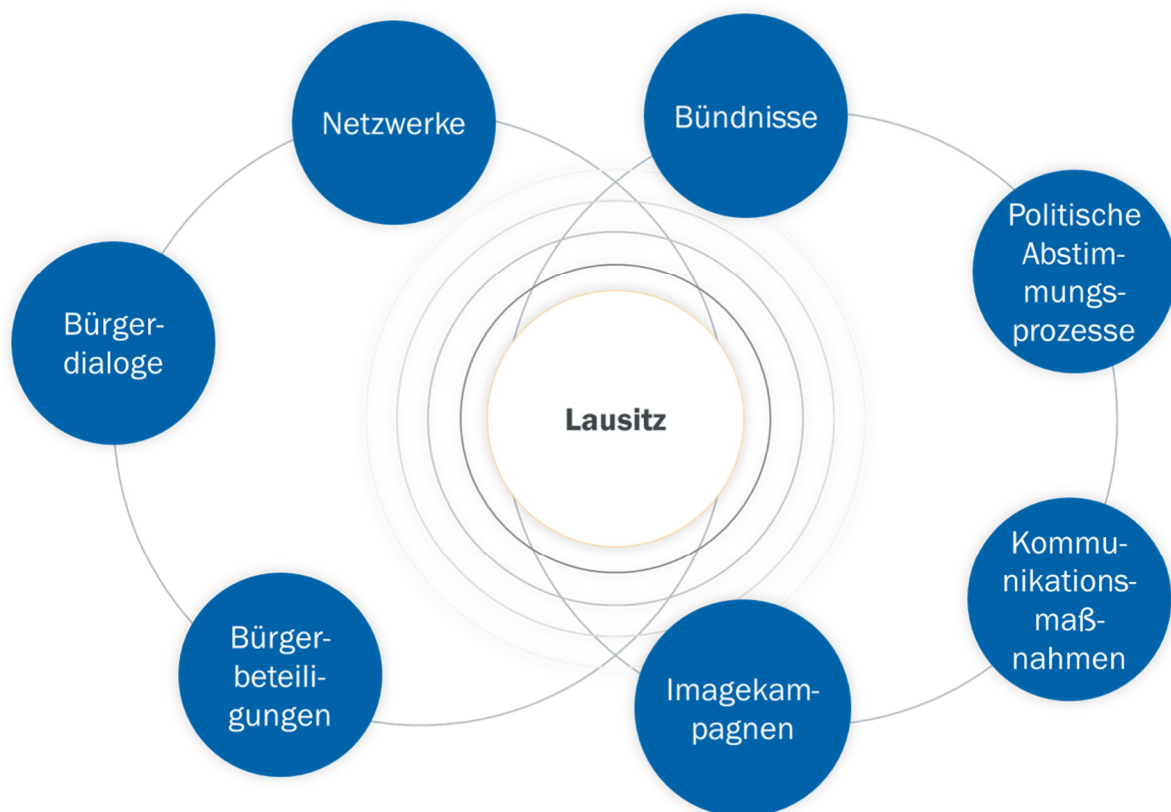 Netzwerke
Bündnisse
Politische
Abstim-
mungs-
prozesse
Bürger-
dialoge
Lausitz
Kommu-
nikations-
maß-
nahmen
Bürger-
beteili-
gungen
Imagekam-
pagnen